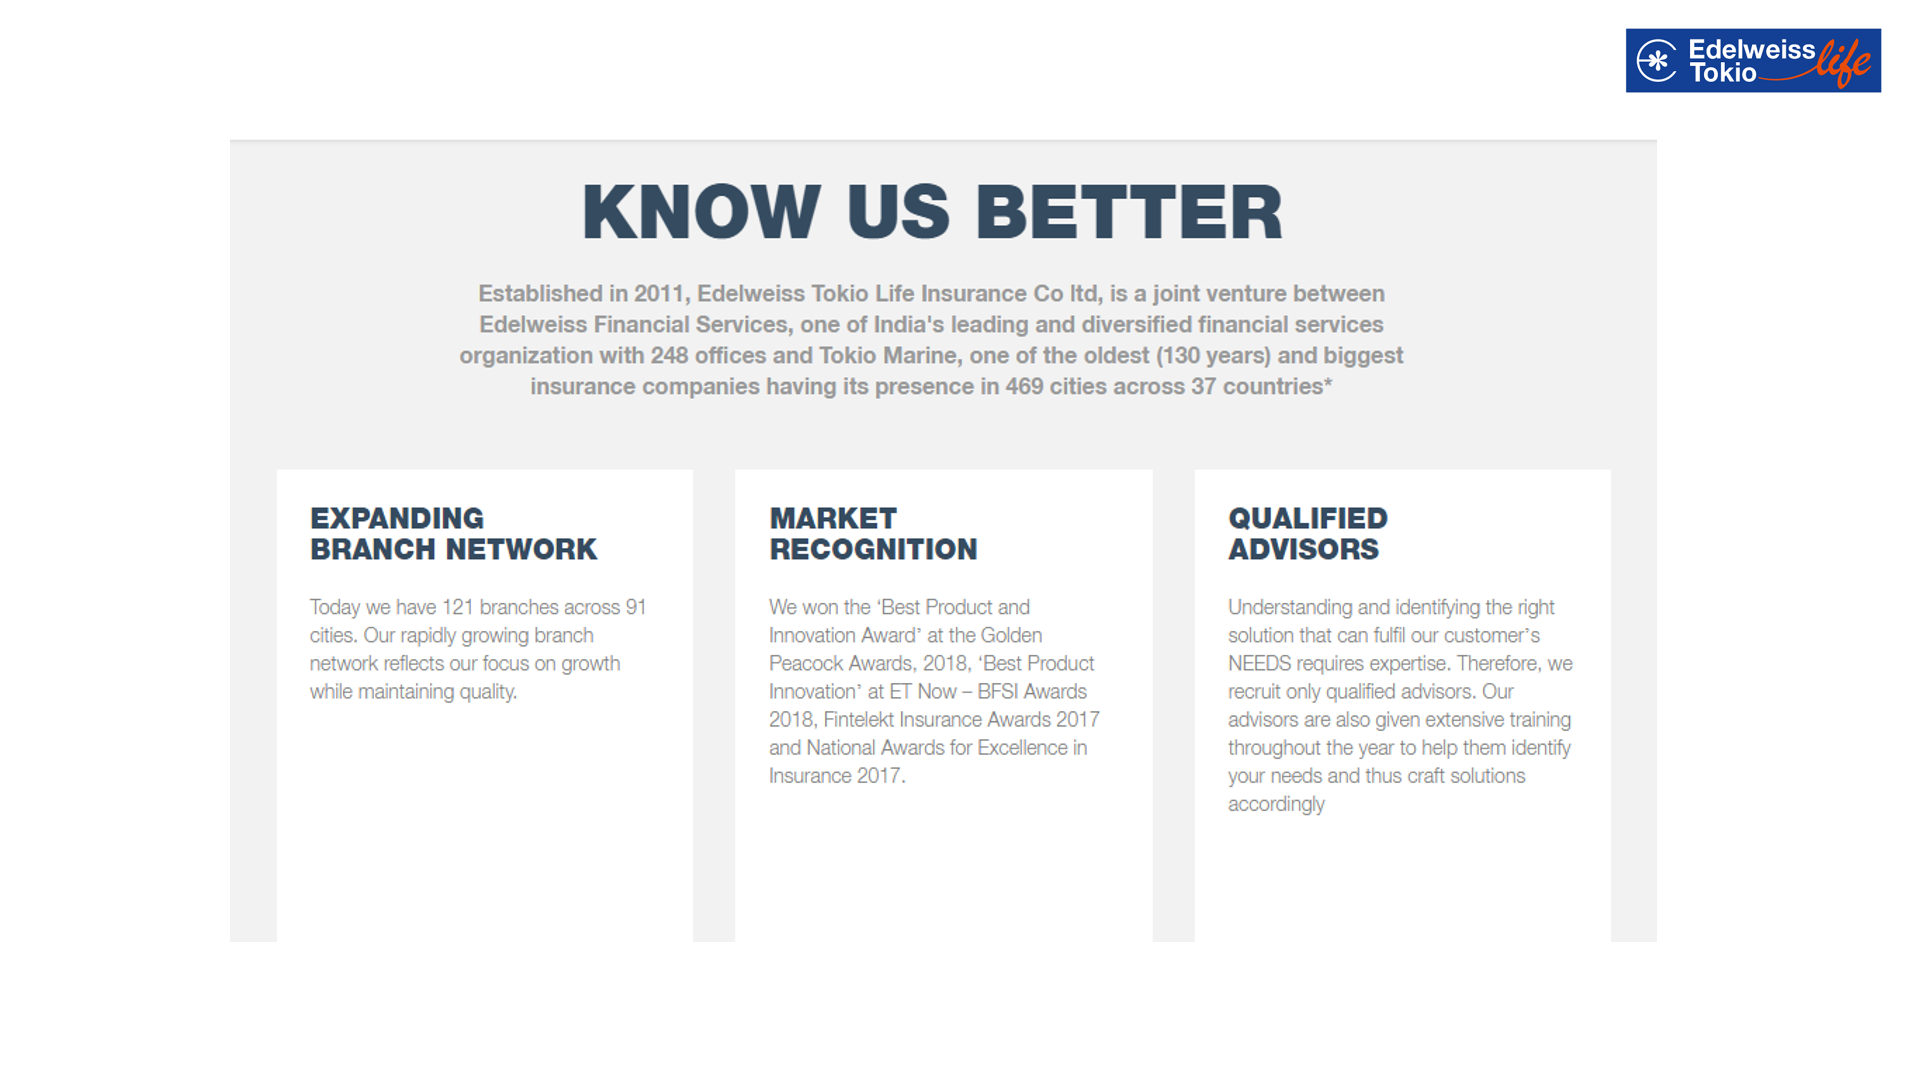 Edelweiss
Tokio life
KNOW US BETTER
Established in 2011, Edelweiss Tokio Life Insurance Co ltd, is a joint venture between
Edelweiss Financial Services, one of India's leading and diversified financial services
organization with 248 offices and Tokio Marine, one of the oldest (130 years) and biggest
insurance companies having its presence in 469 cities across 37 countries*
EXPANDING
BRANCH NETWORK
Today we have 121 branches across 91
cities. Our rapidly growing branch
network reflects our focus on growth
while maintaining quality.
MARKET
RECOGNITION
We won the ‘Best Product and
Innovation Award’ at the Golden
Peacock Awards, 2018, ‘Best Product
Innovation’ at ET Now – BFSI Awards
2018, Fintelekt Insurance Awards 2017
and National Awards for Excellence in
Insurance 2017.
QUALIFIED
ADVISORS
Understanding and identifying the right
solution that can fulfil our customer’s
NEEDS requires expertise. Therefore, we
recruit only qualified advisors. Our
advisors are also given extensive training
throughout the year to help them identify
your needs and thus craft solutions
accordingly